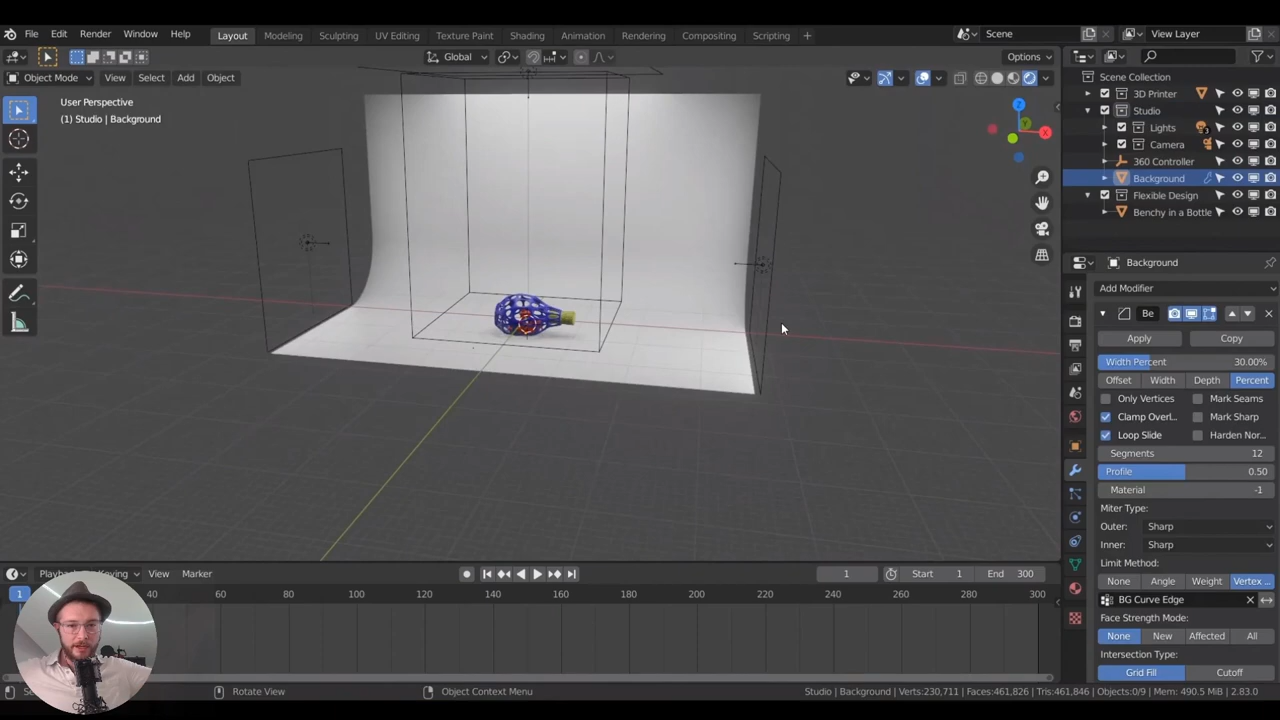 File Edit Render Window Help Layout Modeling Sculpting UV Editing Texture Paint Shading Animation Rendering Compositing Scripting + Scene View Layer
Global Options
Object Mode View Select Add Object
User Perspective
(1) Studio | Background
Z
Y
X
Scene Collection
3D Printer
Studio
Lights 3
Camera
360 Controller
Background
Flexible Design
Benchy in a Bottle
Background
Add Modifier
Be
Apply Copy
Width Percent 30.00%
Offset Width Depth Percent
Only Vertices Mark Seams
Clamp Overl... Mark Sharp
Loop Slide Harden Nor...
Segments 12
Profile 0.50
Material -1
Miter Type:
Outer: Sharp
Inner: Sharp
Limit Method:
None Angle Weight Vertex ...
BG Curve Edge
Face Strength Mode:
None New Affected All
Intersection Type:
Grid Fill Cutoff
Playback Keying View Marker 1 Start 1 End 300
1 40 60 80 100 120 140 160 180 200 220 240 260 280 300
Rotate View Object Context Menu Studio | Background | Verts:230,711 | Faces:461,826 | Tris:461,846 | Objects:0/9 | Mem: 490.5 MiB | 2.83.0